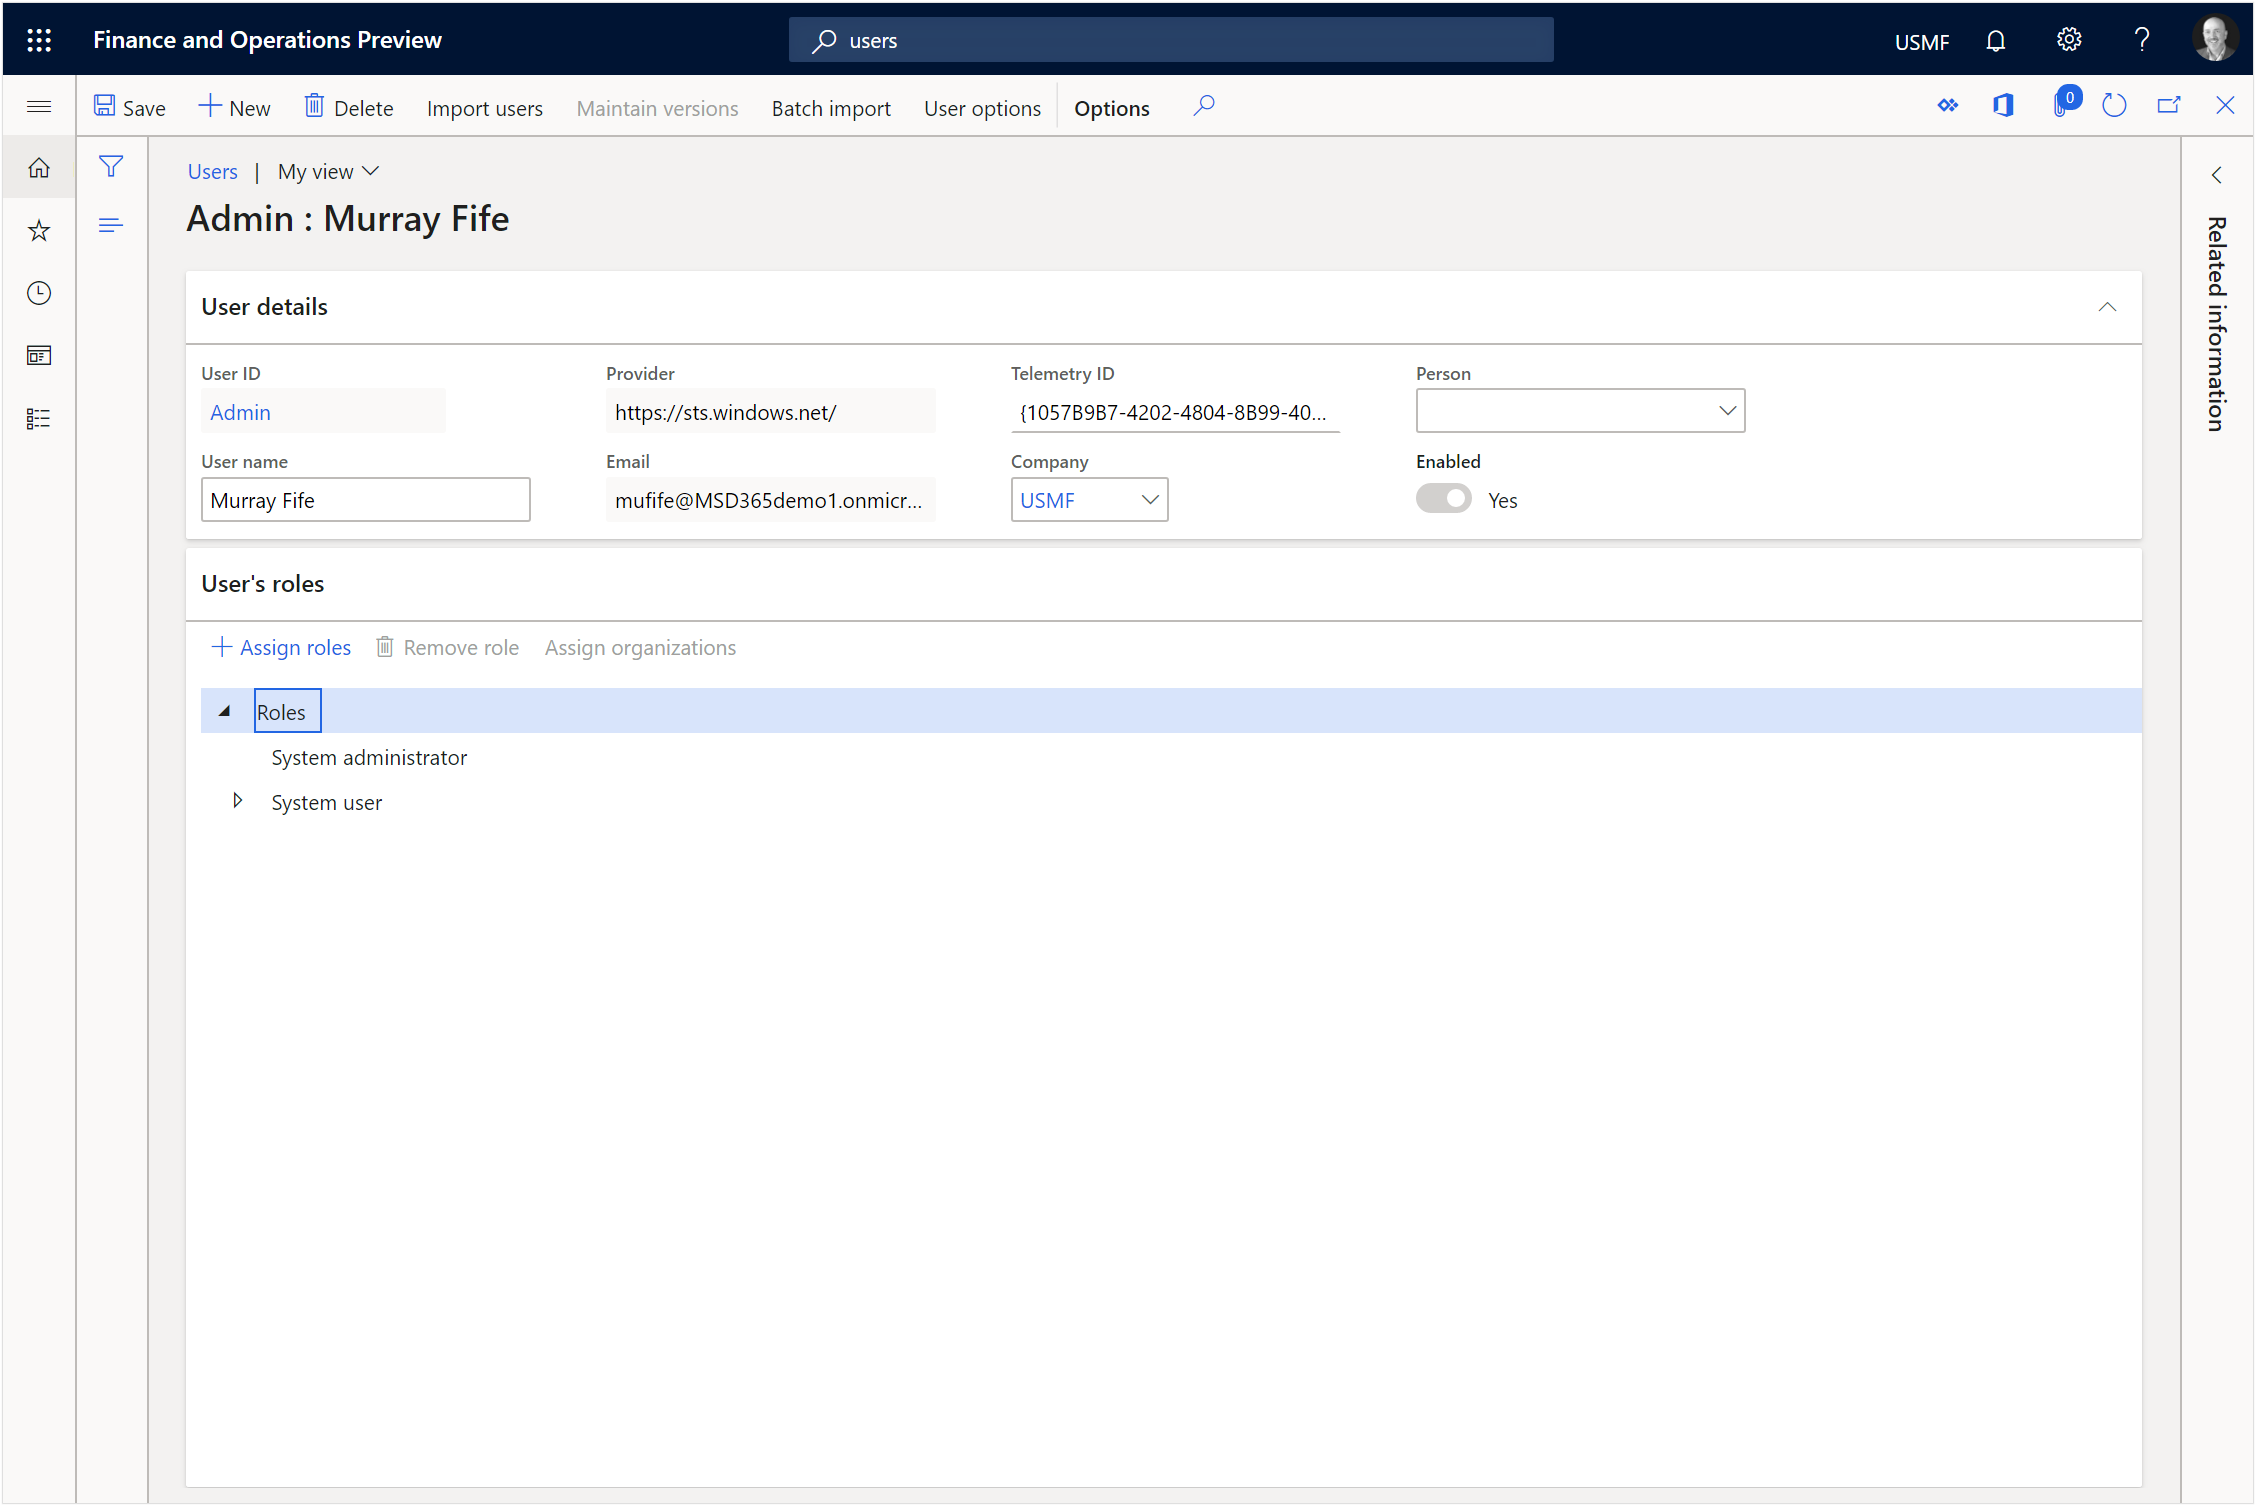 Finance and Operations Preview
users
USMF
?
Save
New
Delete
Import users
Maintain versions
Batch import
User options
Options
0
Users | My view
Admin : Murray Fife
Related information
User details
User ID
Provider
Telemetry ID
Person
Admin
https://sts.windows.net/
{1057B9B7-4202-4804-8B99-40...
User name
Email
Company
Enabled
Murray Fife
mufife@MSD365demo1.onmicr...
USMF
Yes
User's roles
Assign roles
Remove role
Assign organizations
Roles
System administrator
System user